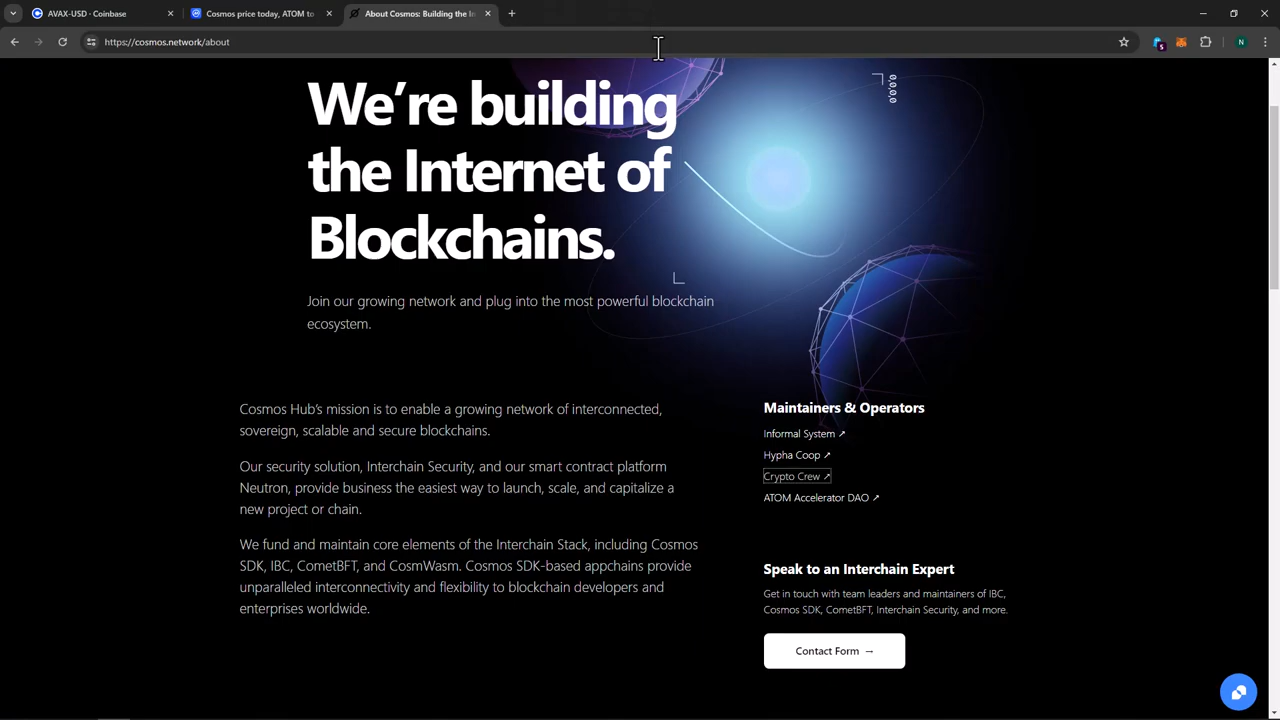 AVAX-USD · Coinbase
Cosmos price today, ATOM to
About Cosmos: Building the In
https://cosmos.network/about
5
N
0,0,0,0
We're building
the Internet of
Blockchains.
Join our growing network and plug into the most powerful blockchain
ecosystem.
Cosmos Hub's mission is to enable a growing network of interconnected,
sovereign, scalable and secure blockchains.
Our security solution, Interchain Security, and our smart contract platform
Neutron, provide business the easiest way to launch, scale, and capitalize a
new project or chain.
We fund and maintain core elements of the Interchain Stack, including Cosmos
SDK, IBC, CometBFT, and CosmWasm. Cosmos SDK-based appchains provide
unparalleled interconnectivity and flexibility to blockchain developers and
enterprises worldwide.
Maintainers & Operators
Informal System ↗
Hypha Coop ↗
Crypto Crew ↗
ATOM Accelerator DAO ↗
Speak to an Interchain Expert
Get in touch with team leaders and maintainers of IBC,
Cosmos SDK, CometBFT, Interchain Security, and more.
Contact Form →